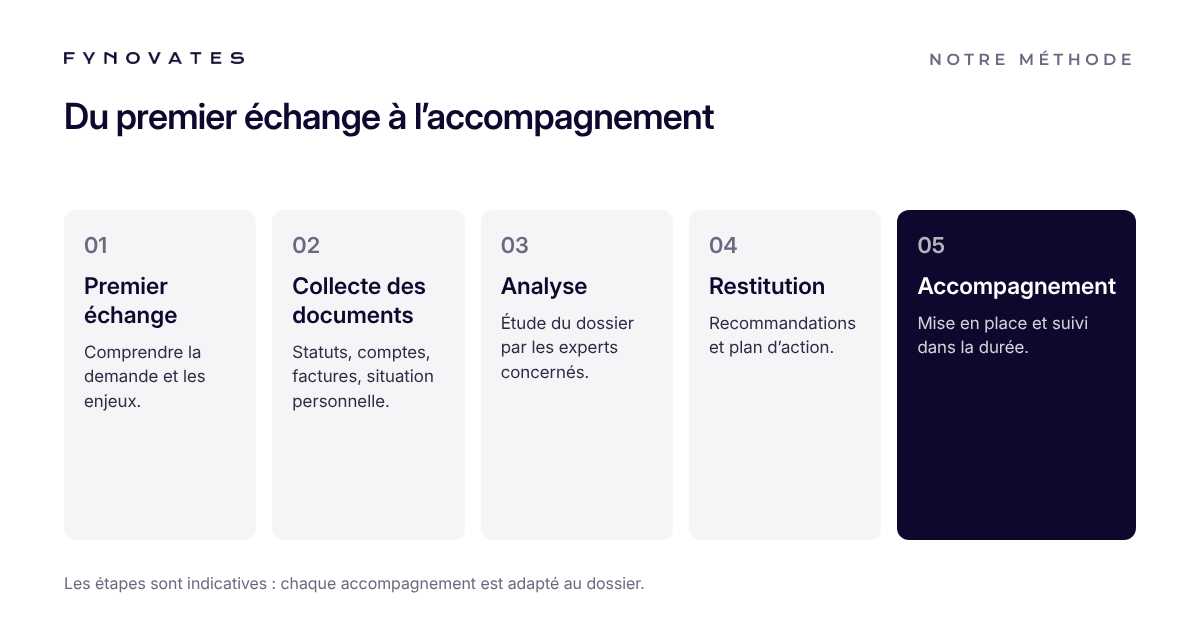 FYNOVATES
NOTRE MÉTHODE
Du premier échange à l’accompagnement
01
Premier
échange
Comprendre la
demande et les
enjeux.
02
Collecte des
documents
Statuts, comptes,
factures, situation
personnelle.
03
Analyse
Étude du dossier
par les experts
concernés.
04
Restitution
Recommandations
et plan d’action.
05
Accompagnement
Mise en place et suivi
dans la durée.
Les étapes sont indicatives : chaque accompagnement est adapté au dossier.